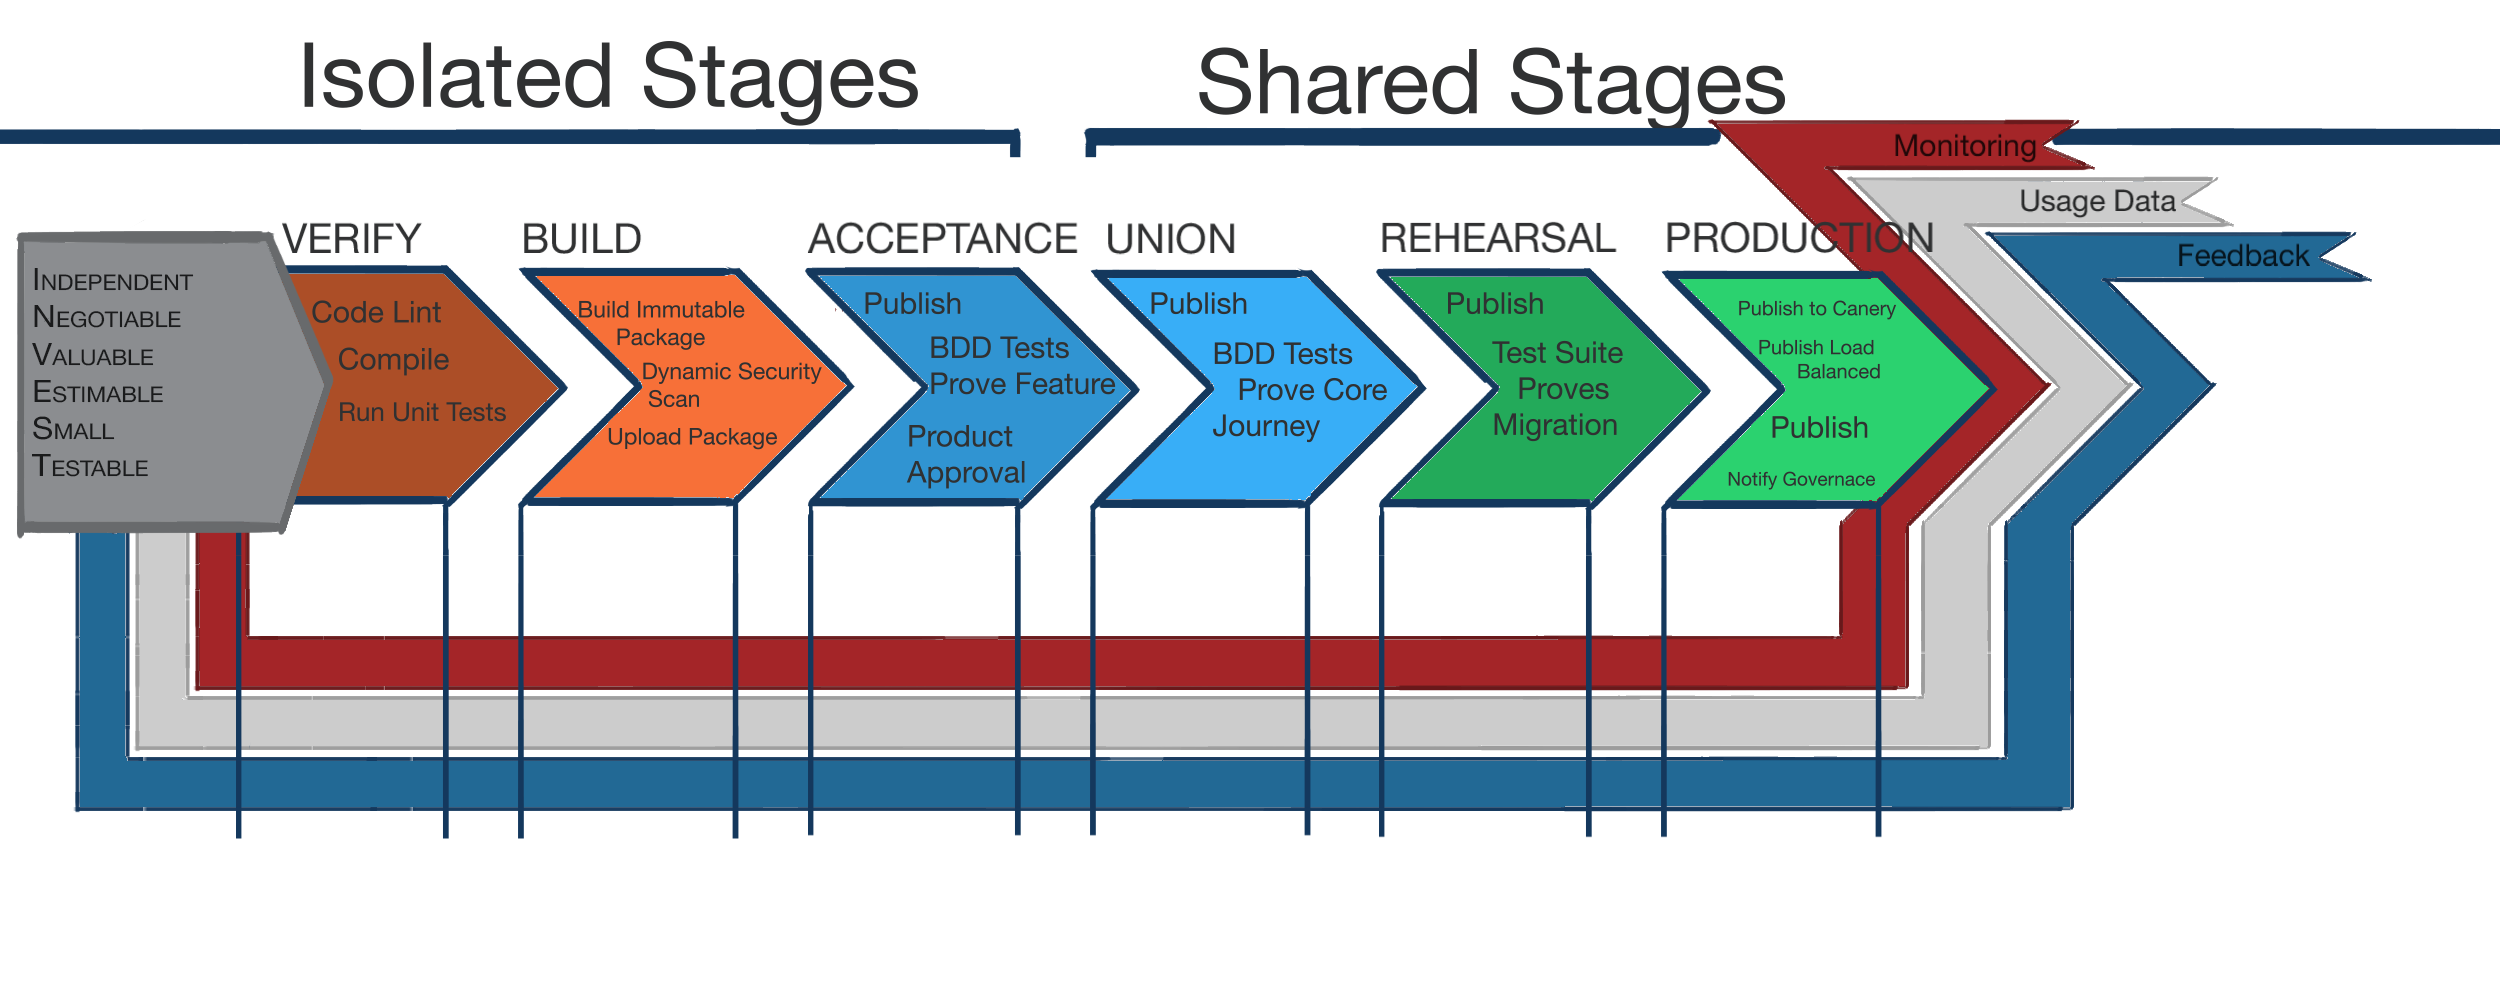 Isolated Stages
Shared Stages
Monitoring
Usage Data
Feedback
INDEPENDENT
NEGOTIABLE
VALUABLE
ESTIMABLE
SMALL
TESTABLE
VERIFY
Code Lint
Compile
Run Unit Tests
BUILD
Build Immutable
Package
Dynamic Security
Scan
Upload Package
ACCEPTANCE
Publish
BDD Tests
Prove Feature
Product
Approval
UNION
Publish
BDD Tests
Prove Core
Journey
REHEARSAL
Publish
Test Suite
Proves
Migration
PRODUCTION
Publish to Canery
Publish Load
Balanced
Publish
Notify Governace